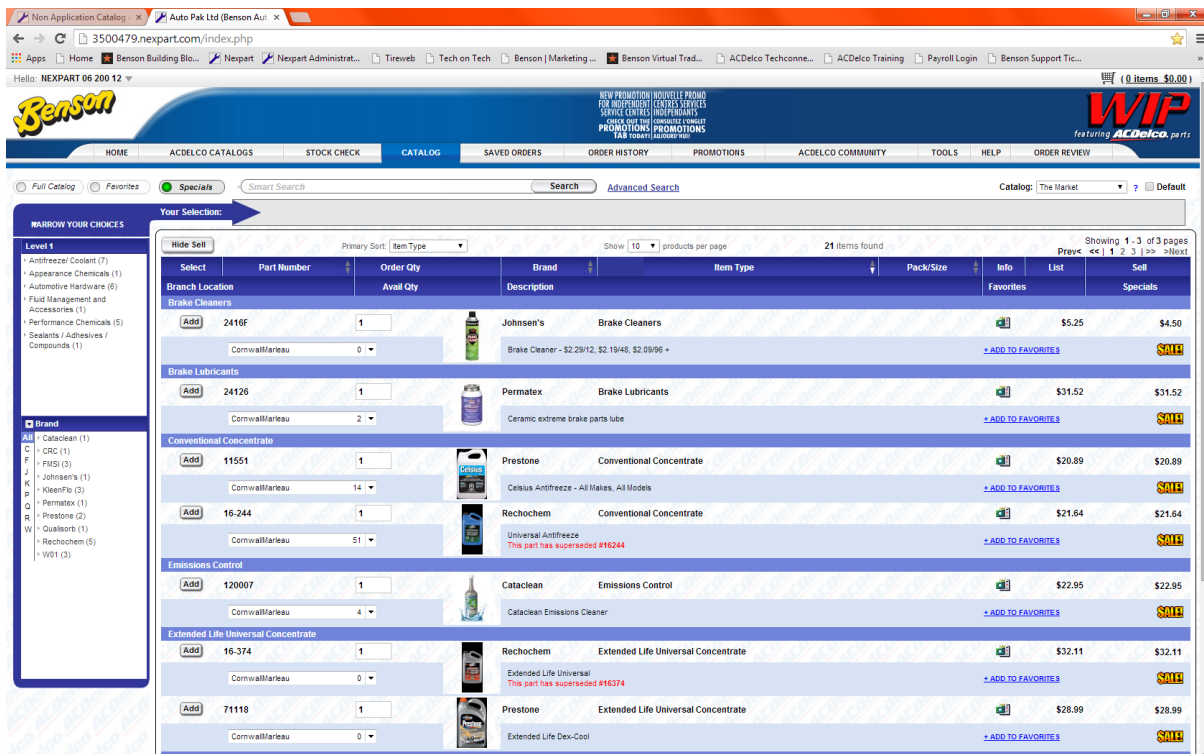 Non Application Catalog
Auto Pak Ltd (Benson Aut
3500479.nexpart.com/index.php
Apps Home Benson Building Blo... Nexpart Nexpart Administrat... Tireweb Tech on Tech Benson | Marketing ... Benson Virtual Trad... ACDelco Techconne... ACDelco Training Payroll Login Benson Support Tic... »
Hello: NEXPART 06 200 12 (0 items $0.00)
Benson
NEW PROMOTION NOUVELLE PROMO
FOR INDEPENDENT CENTRES SERVICES
SERVICE CENTRES INDEPENDANTS
CHECK OUT THE CONSULTEZ L'ONGLET
PROMOTIONS PROMOTIONS
TAB TODAY! AUJOURD'HUI!
WIP
featuring ACDelco. parts
HOME ACDELCO CATALOGS STOCK CHECK CATALOG SAVED ORDERS ORDER HISTORY PROMOTIONS ACDELCO COMMUNITY TOOLS HELP ORDER REVIEW
Full Catalog Favorites Specials Smart Search Search Advanced Search Catalog: The Market ? Default
Your Selection:
NARROW YOUR CHOICES
Level 1
Antifreeze/ Coolant (7)
Appearance Chemicals (1)
Automotive Hardware (6)
Fluid Management and
Accessories (1)
Performance Chemicals (5)
Sealants / Adhesives /
Compounds (1)
Brand
All C F J K P Q R W
Cataclean (1)
CRC (1)
FMSI (3)
Johnsen's (1)
KleenFlo (3)
Permatex (1)
Prestone (2)
Qualisorb (1)
Rechochem (5)
W01 (3)
Hide Sell Primary Sort: Item Type Show 10 products per page 21 items found Showing 1 - 3 of 3 pages
Prev< <<| 1 2 3 |>> >Next
Select Part Number Order Qty Brand Item Type Pack/Size Info List Sell
Branch Location Avail Qty Description Favorites Specials
Brake Cleaners
Add 2416F 1 Johnsen's Brake Cleaners $5.25 $4.50
CornwallMarleau 0 Brake Cleaner - $2.29/12, $2.19/48, $2.09/96 + + ADD TO FAVORITES SALE!
Brake Lubricants
Add 24126 1 Permatex Brake Lubricants $31.52 $31.52
CornwallMarleau 2 Ceramic extreme brake parts lube + ADD TO FAVORITES SALE!
Conventional Concentrate
Add 11551 1 Celsius Prestone Conventional Concentrate $20.89 $20.89
CornwallMarleau 14 Celsius Antifreeze - All Makes, All Models + ADD TO FAVORITES SALE!
Add 16-244 1 Rechochem Conventional Concentrate $21.64 $21.64
CornwallMarleau 51 Universal Antifreeze + ADD TO FAVORITES SALE!
This part has superseded #16244
Emissions Control
Add 120007 1 Cataclean Emissions Control $22.95 $22.95
CornwallMarleau 4 Cataclean Emissions Cleaner + ADD TO FAVORITES SALE!
Extended Life Universal Concentrate
Add 16-374 1 Rechochem Extended Life Universal Concentrate $32.11 $32.11
CornwallMarleau 0 Extended Life Universal + ADD TO FAVORITES SALE!
This part has superseded #16374
Add 71118 1 Prestone Prestone Extended Life Universal Concentrate $28.99 $28.99
CornwallMarleau 0 Extended Life Dex-Cool + ADD TO FAVORITES SALE!